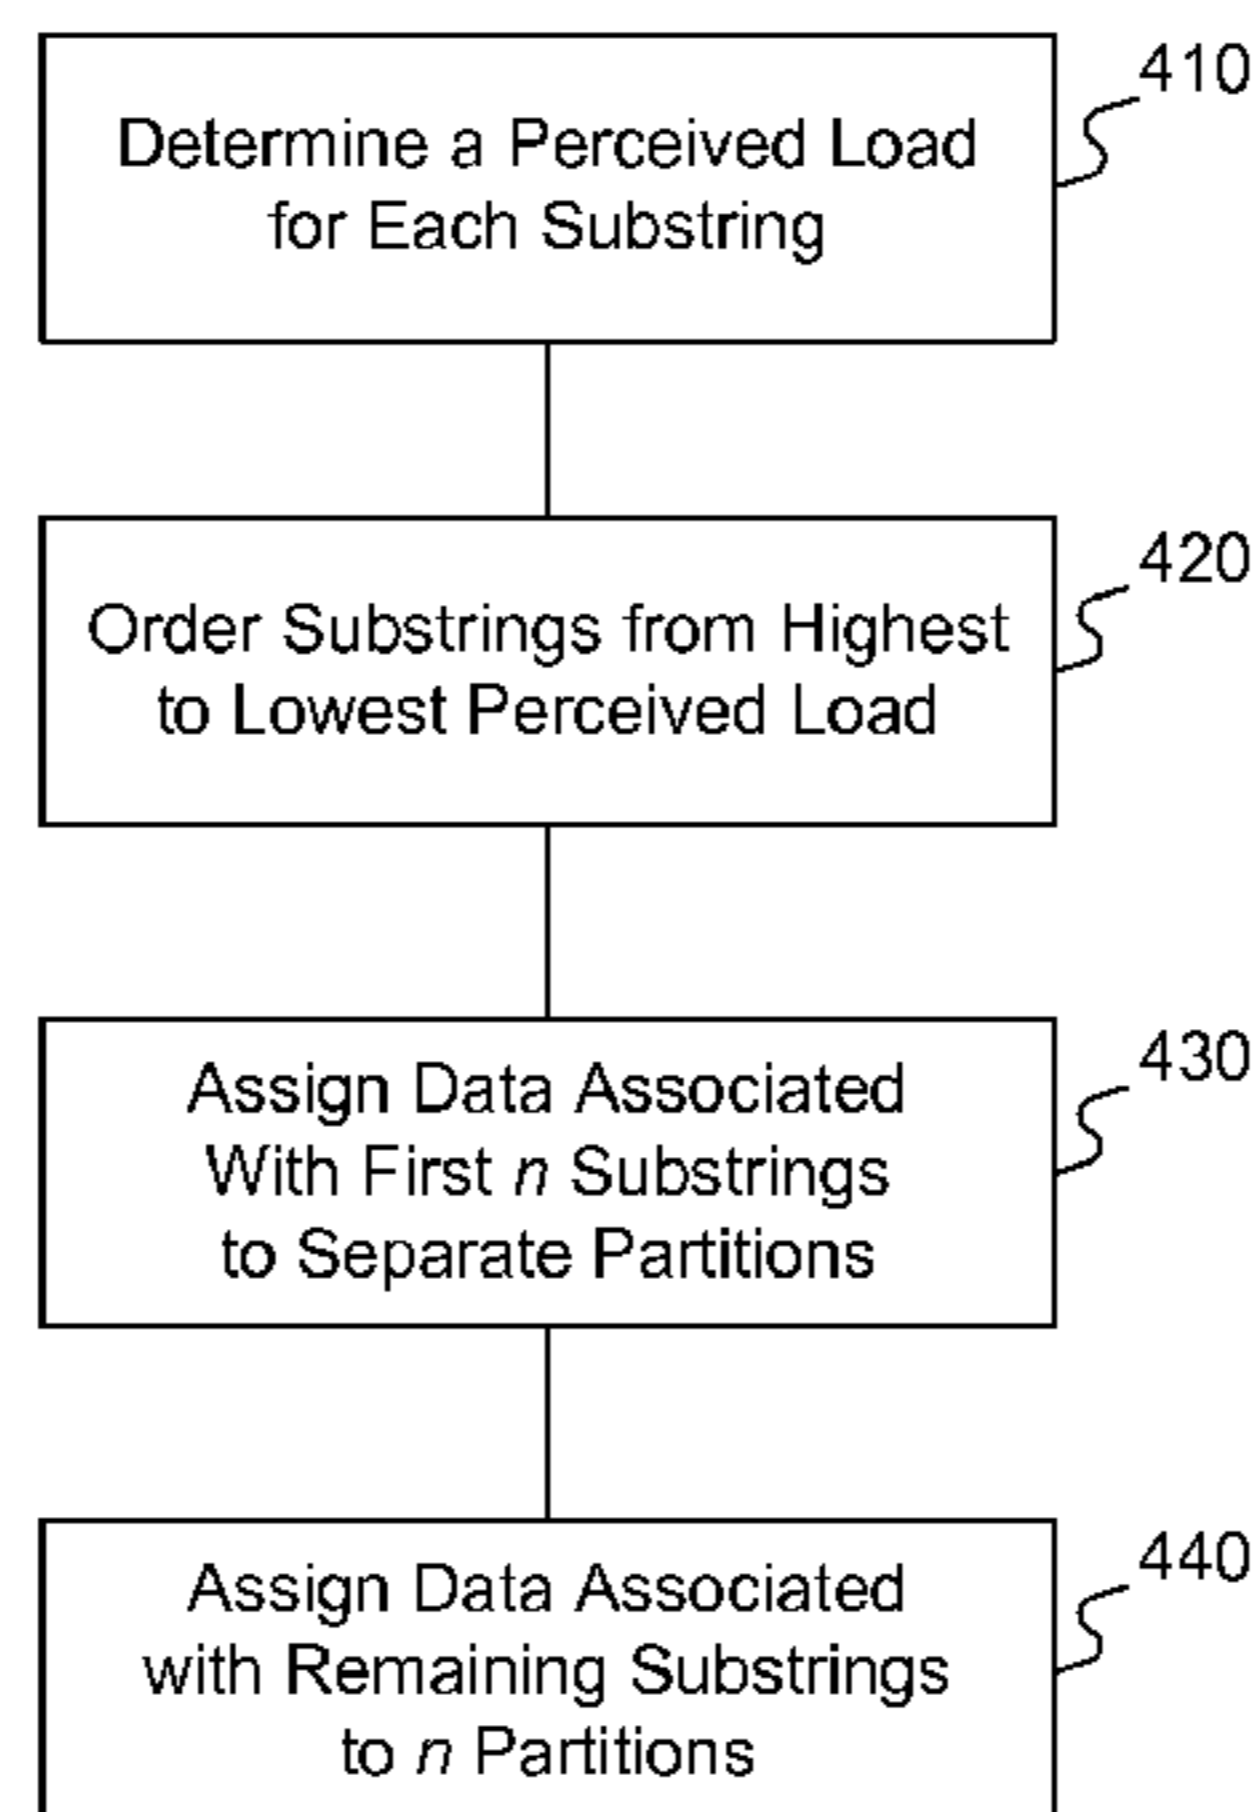 410
Determine a Perceived Load
for Each Substring
420
Order Substrings from Highest
to Lowest Perceived Load
430
Assign Data Associated
With First n Substrings
to Separate Partitions
440
Assign Data Associated
with Remaining Substrings
to n Partitions